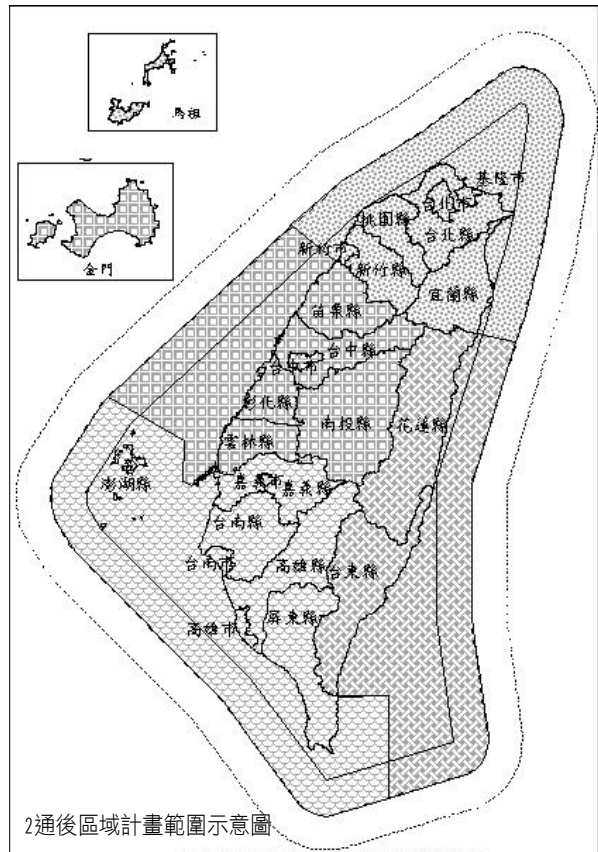 馬祖
金門
基隆市
台北市
桃園縣
台北縣
新竹市
新竹縣
宜蘭縣
苗栗縣
台中縣
台中市
彰化縣
南投縣
花蓮縣
雲林縣
澎湖縣
嘉義市
嘉義縣
台南縣
台南市
高雄縣
台東縣
屏東縣
高雄市
2通後區域計畫範圍示意圖